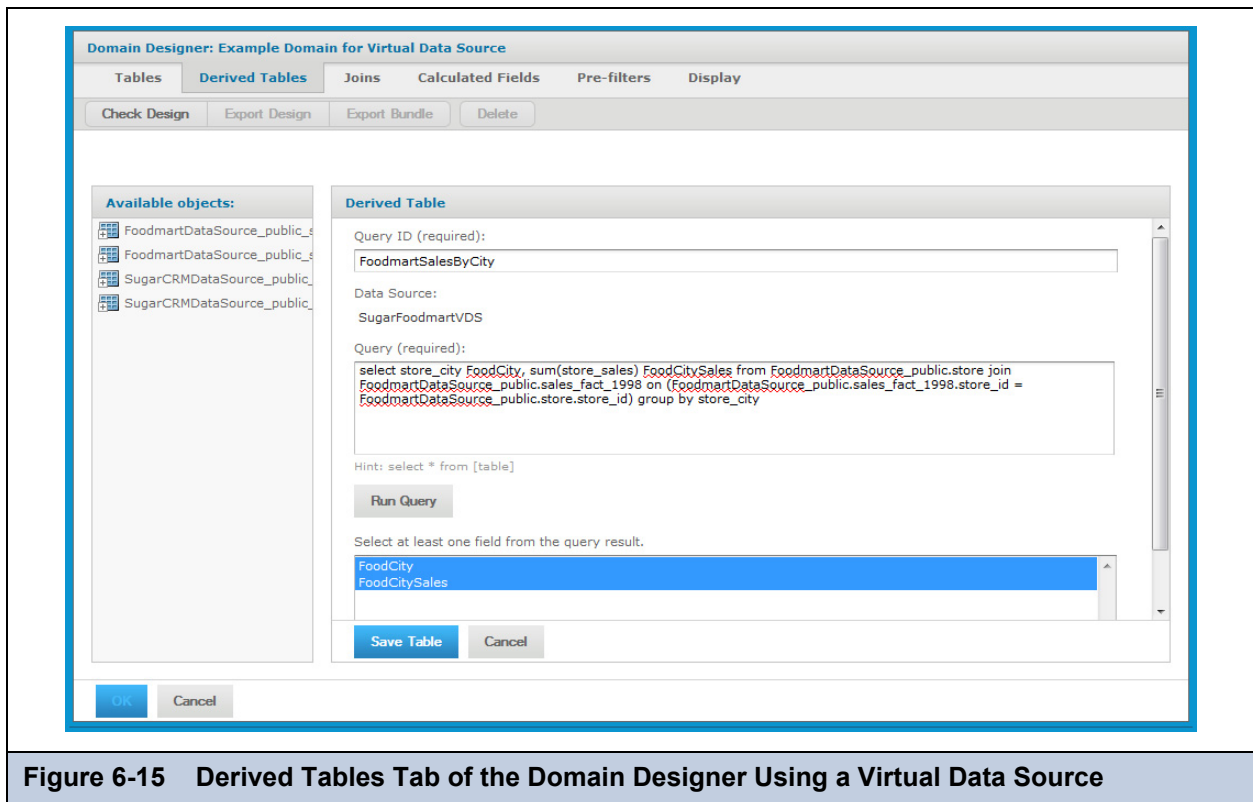 Domain Designer: Example Domain for Virtual Data Source
Tables Derived Tables Joins Calculated Fields Pre-filters Display
Check Design Export Design Export Bundle Delete
Available objects:
FoodmartDataSource_public_s
FoodmartDataSource_public_s
SugarCRMDataSource_public_
SugarCRMDataSource_public_
Derived Table
Query ID (required):
FoodmartSalesByCity
Data Source:
SugarFoodmartVDS
Query (required):
select store_city FoodCity, sum(store_sales) FoodCitySales from FoodmartDataSource_public.store join
FoodmartDataSource_public.sales_fact_1998 on (FoodmartDataSource_public.sales_fact_1998.store_id =
FoodmartDataSource_public.store.store_id) group by store_city
Hint: select * from [table]
Run Query
Select at least one field from the query result.
FoodCity
FoodCitySales
Save Table Cancel
OK Cancel
Figure 6-15 Derived Tables Tab of the Domain Designer Using a Virtual Data Source